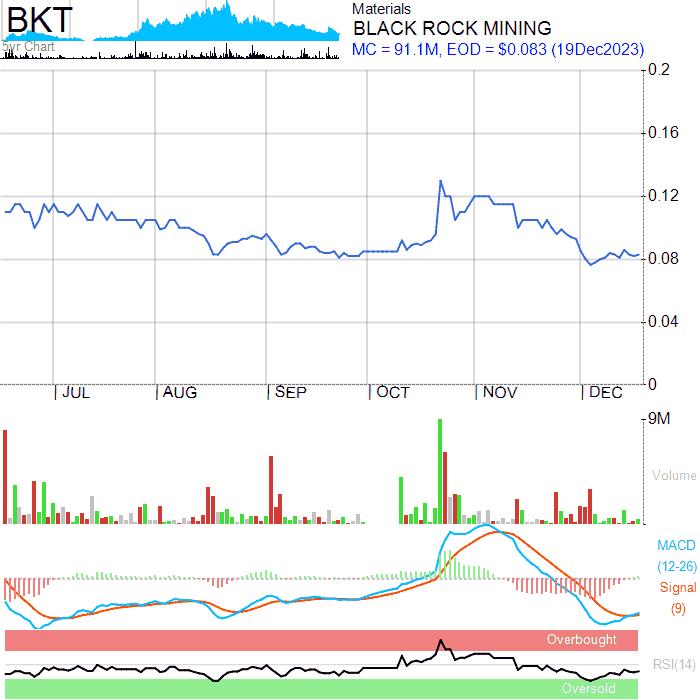 BKT
5yr Chart
Materials
BLACK ROCK MINING
MC = 91.1M, EOD = $0.083 (19Dec2023)
0.2
0.16
0.12
0.08
0.04
0
JUL AUG SEP OCT NOV DEC
9M
Volume
MACD
(12-26)
Signal
(9)
Overbought
RSI(14)
Oversold